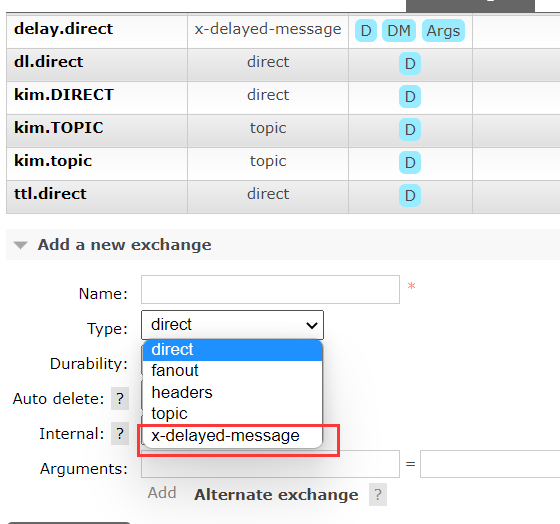 delay.direct x-delayed-message D DM Args
dl.direct direct D
kim.DIRECT direct D
kim.TOPIC topic D
kim.topic topic D
ttl.direct direct D
Add a new exchange
Name: *
Type: direct
direct
Durability:
fanout
Auto delete: ?
headers
topic
Internal: ?
x-delayed-message
Arguments: =
Add Alternate exchange ?